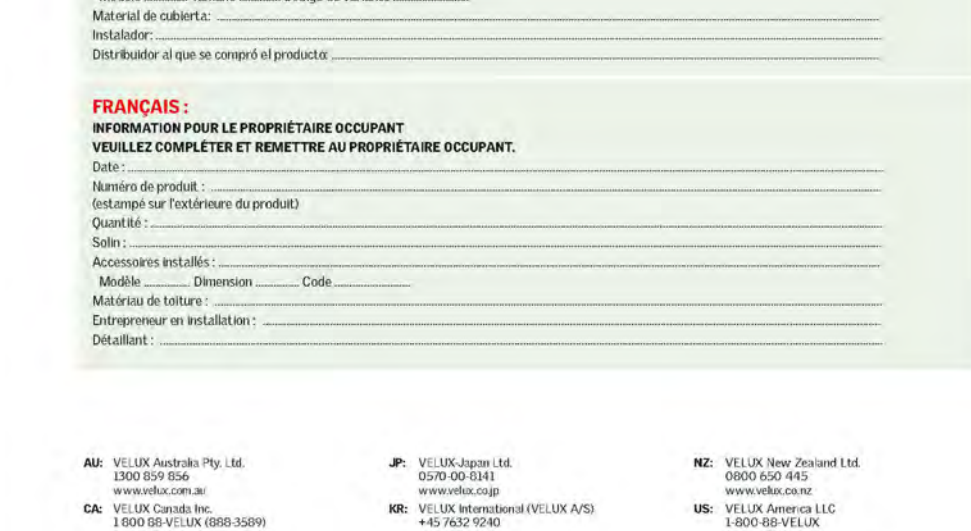 Material de cubierta:
Instalador:
Distribuidor al que se compró el producto:
FRANÇAIS :
INFORMATION POUR LE PROPRIÉTAIRE OCCUPANT
VEUILLEZ COMPLÉTER ET REMETTRE AU PROPRIÉTAIRE OCCUPANT.
Date :
Numéro de produit :
(estampé sur l'extérieure du produit)
Quantité :
Solin :
Accessoires installés :
Modèle ............ Dimension ............ Code ....................
Matériau de toiture :
Entrepreneur en installation :
Détaillant :
AU: VELUX Australia Pty. Ltd.
1300 859 856
www.velux.com.au
CA: VELUX Canada Inc.
1 800 88-VELUX (888-3589)
JP: VELUX-Japan Ltd.
0570-00-8141
www.velux.co.jp
KR: VELUX International (VELUX A/S)
+45 7632 9240
NZ: VELUX New Zealand Ltd.
0800 650 445
www.velux.co.nz
US: VELUX America LLC
1-800-88-VELUX